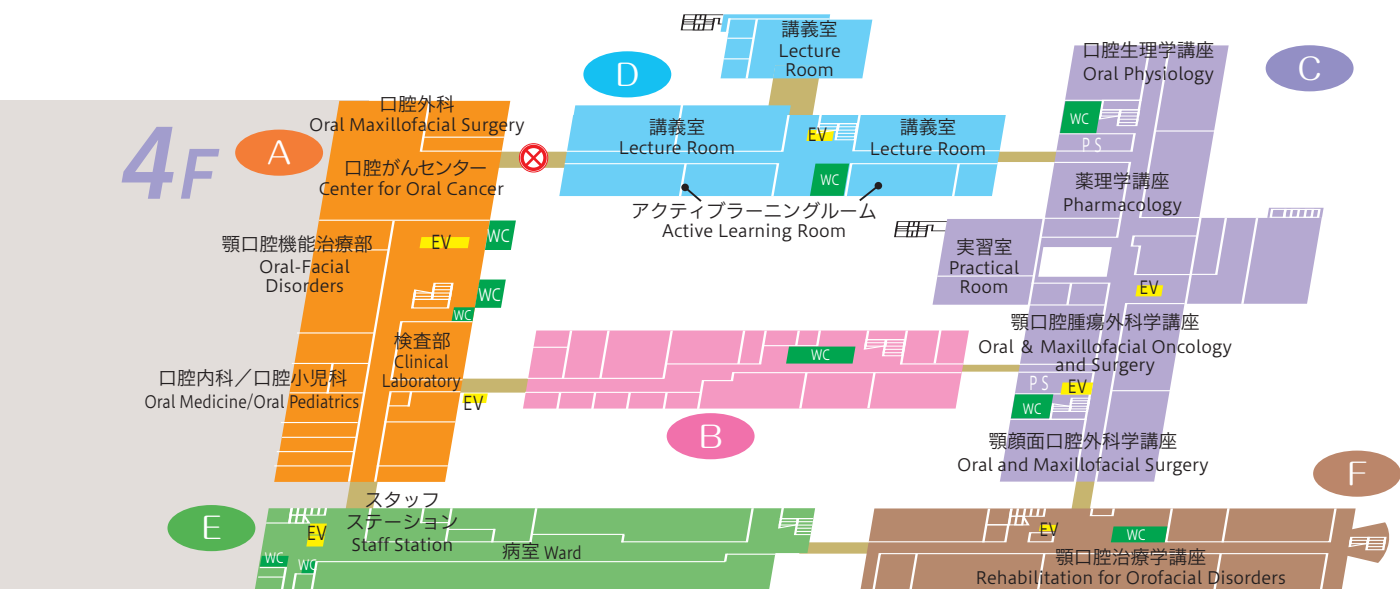 4F
A
口腔外科
Oral Maxillofacial Surgery
口腔がんセンター
Center for Oral Cancer
顎口腔機能治療部
Oral-Facial
Disorders
EV
WC
WC
WC
検査部
Clinical
Laboratory
口腔内科／口腔小児科
Oral Medicine/Oral Pediatrics
EV
D
講義室
Lecture
Room
講義室
Lecture Room
EV
講義室
Lecture Room
WC
アクティブラーニングルーム
Active Learning Room
C
口腔生理学講座
Oral Physiology
WC
PS
薬理学講座
Pharmacology
実習室
Practical
Room
EV
顎口腔腫瘍外科学講座
Oral & Maxillofacial Oncology
and Surgery
PS
EV
WC
顎顔面口腔外科学講座
Oral and Maxillofacial Surgery
WC
B
E
EV
スタッフ
ステーション
Staff Station
病室 Ward
WC
WC
F
EV
WC
顎口腔治療学講座
Rehabilitation for Orofacial Disorders